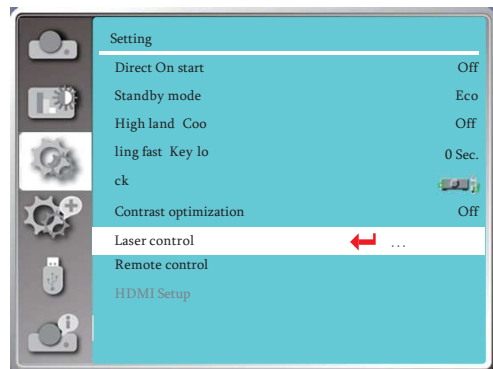 Setting
Direct On start Off
Standby mode Eco
High land Coo Off
ling fast Key lo 0 Sec.
ck
Contrast optimization Off
Laser control ...
Remote control
HDMI Setup